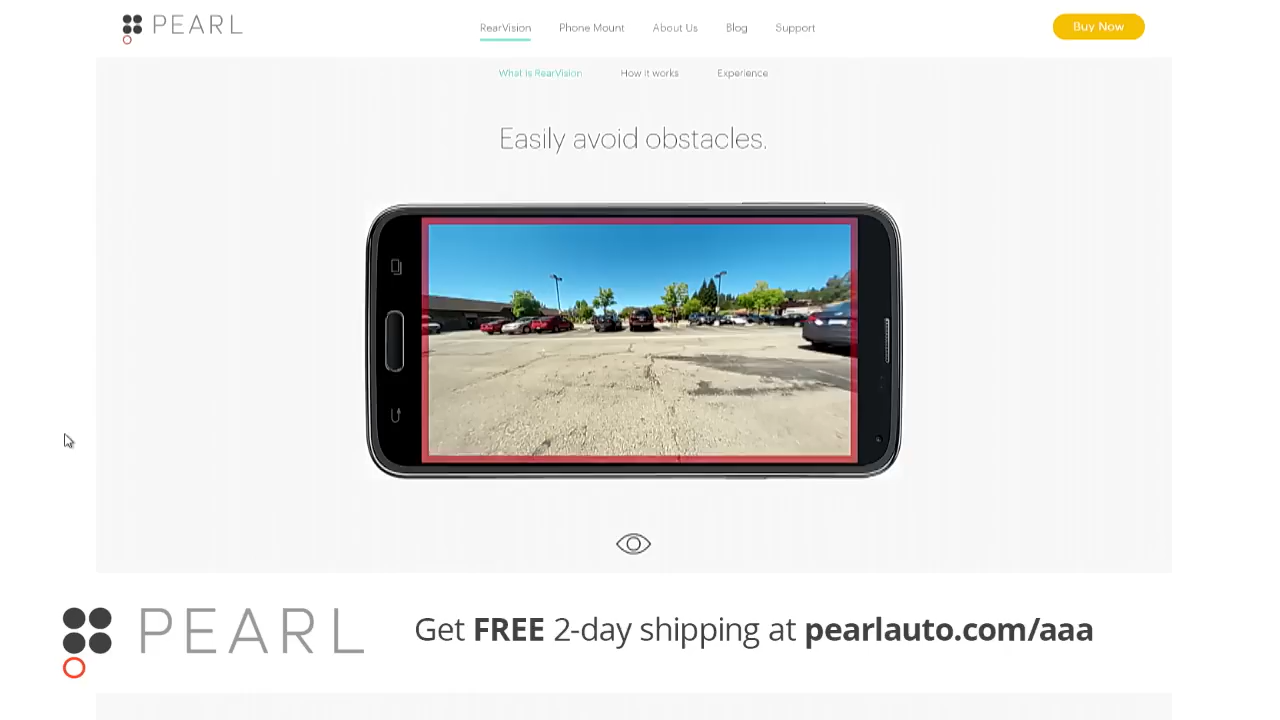 PEARL
RearVision Phone Mount About Us Blog Support
Buy Now
What is RearVision How it works Experience
Easily avoid obstacles.
PEARL
Get FREE 2-day shipping at pearlauto.com/aaa